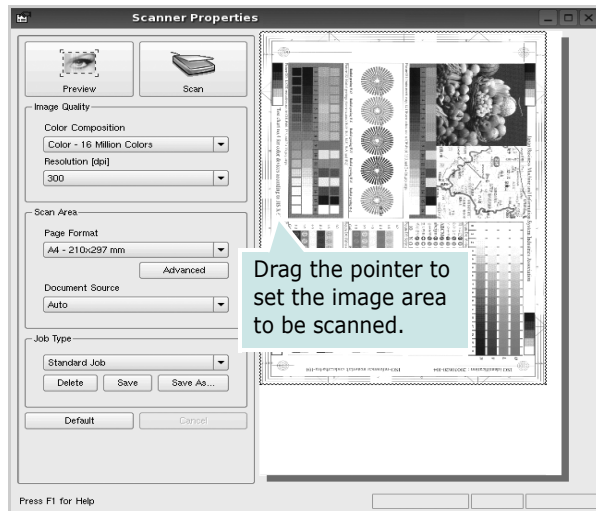 Scanner Properties
Preview
Scan
Image Quality
Color Composition
Color - 16 Million Colors
Resolution [dpi]
300
Scan Area
Page Format
A4 - 210x297 mm
Advanced
Document Source
Auto
Job Type
Standard Job
Delete
Save
Save As...
Default
Cancel
Drag the pointer to
set the image area
to be scanned.
Press F1 for Help